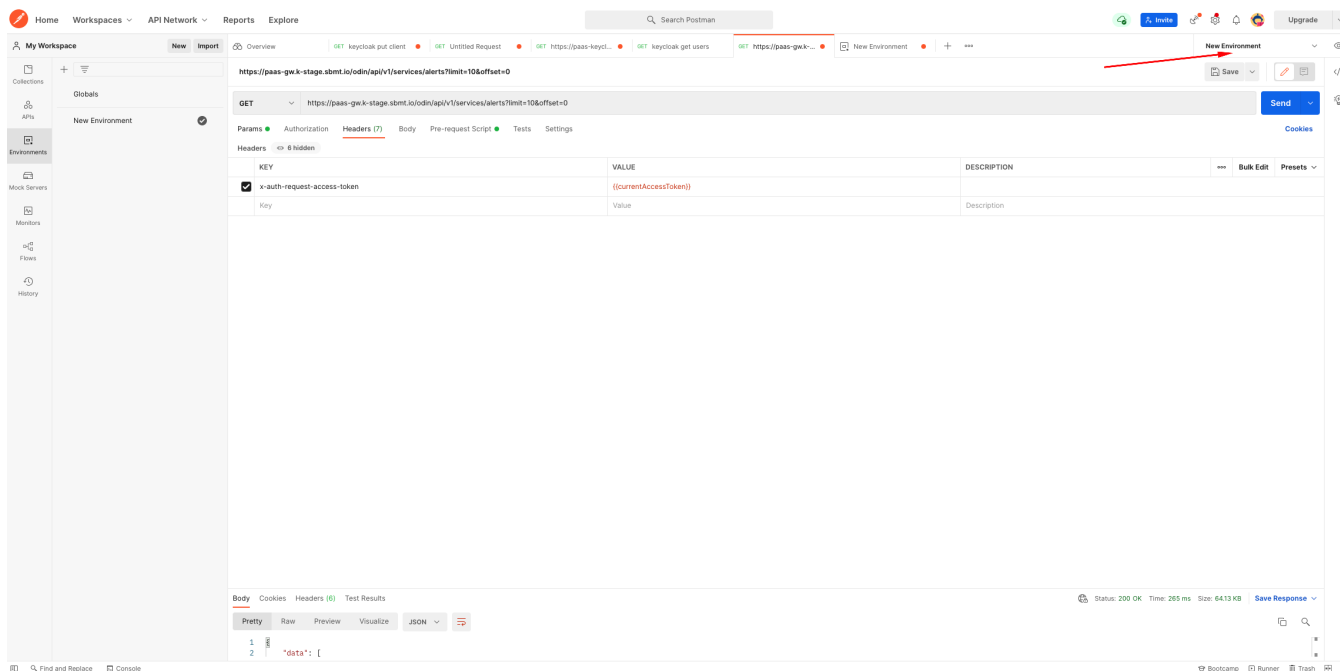 Home Workspaces API Network Reports Explore Search Postman Invite Upgrade
My Workspace New Import Overview GET keycloak put client GET Untitled Request GET https://paas-keycl... GET keycloak get users GET https://paas-gw.k-... New Environment New Environment
Collections
Globals
https://paas-gw.k-stage.sbmt.io/odin/api/v1/services/alerts?limit=10&offset=0 Save
APIs
New Environment
GET https://paas-gw.k-stage.sbmt.io/odin/api/v1/services/alerts?limit=10&offset=0 Send
Environments
Params Authorization Headers (7) Body Pre-request Script Tests Settings Cookies
Headers 6 hidden
KEY VALUE DESCRIPTION Bulk Edit Presets
Mock Servers
x-auth-request-access-token {{currentAccessToken}}
Key Value Description
Monitors
Flows
History
Body Cookies Headers (6) Test Results Status: 200 OK Time: 265 ms Size: 64.13 KB Save Response
Pretty Raw Preview Visualize JSON
1 {
2 "data": [
Find and Replace Console Bootcamp Runner Trash